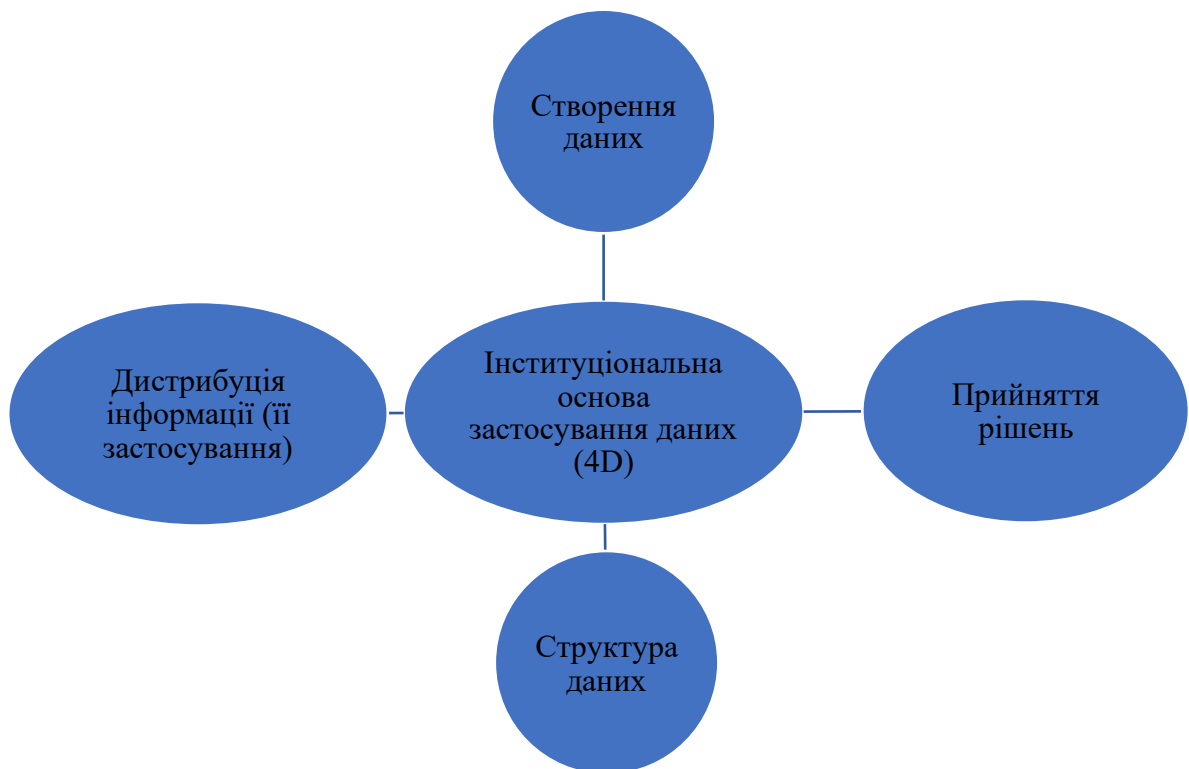 Створення
даних
Дистрибуція
інформації (її
застосування)
Інституціональна
основа
застосування даних
(4D)
Прийняття
рішень
Структура
даних